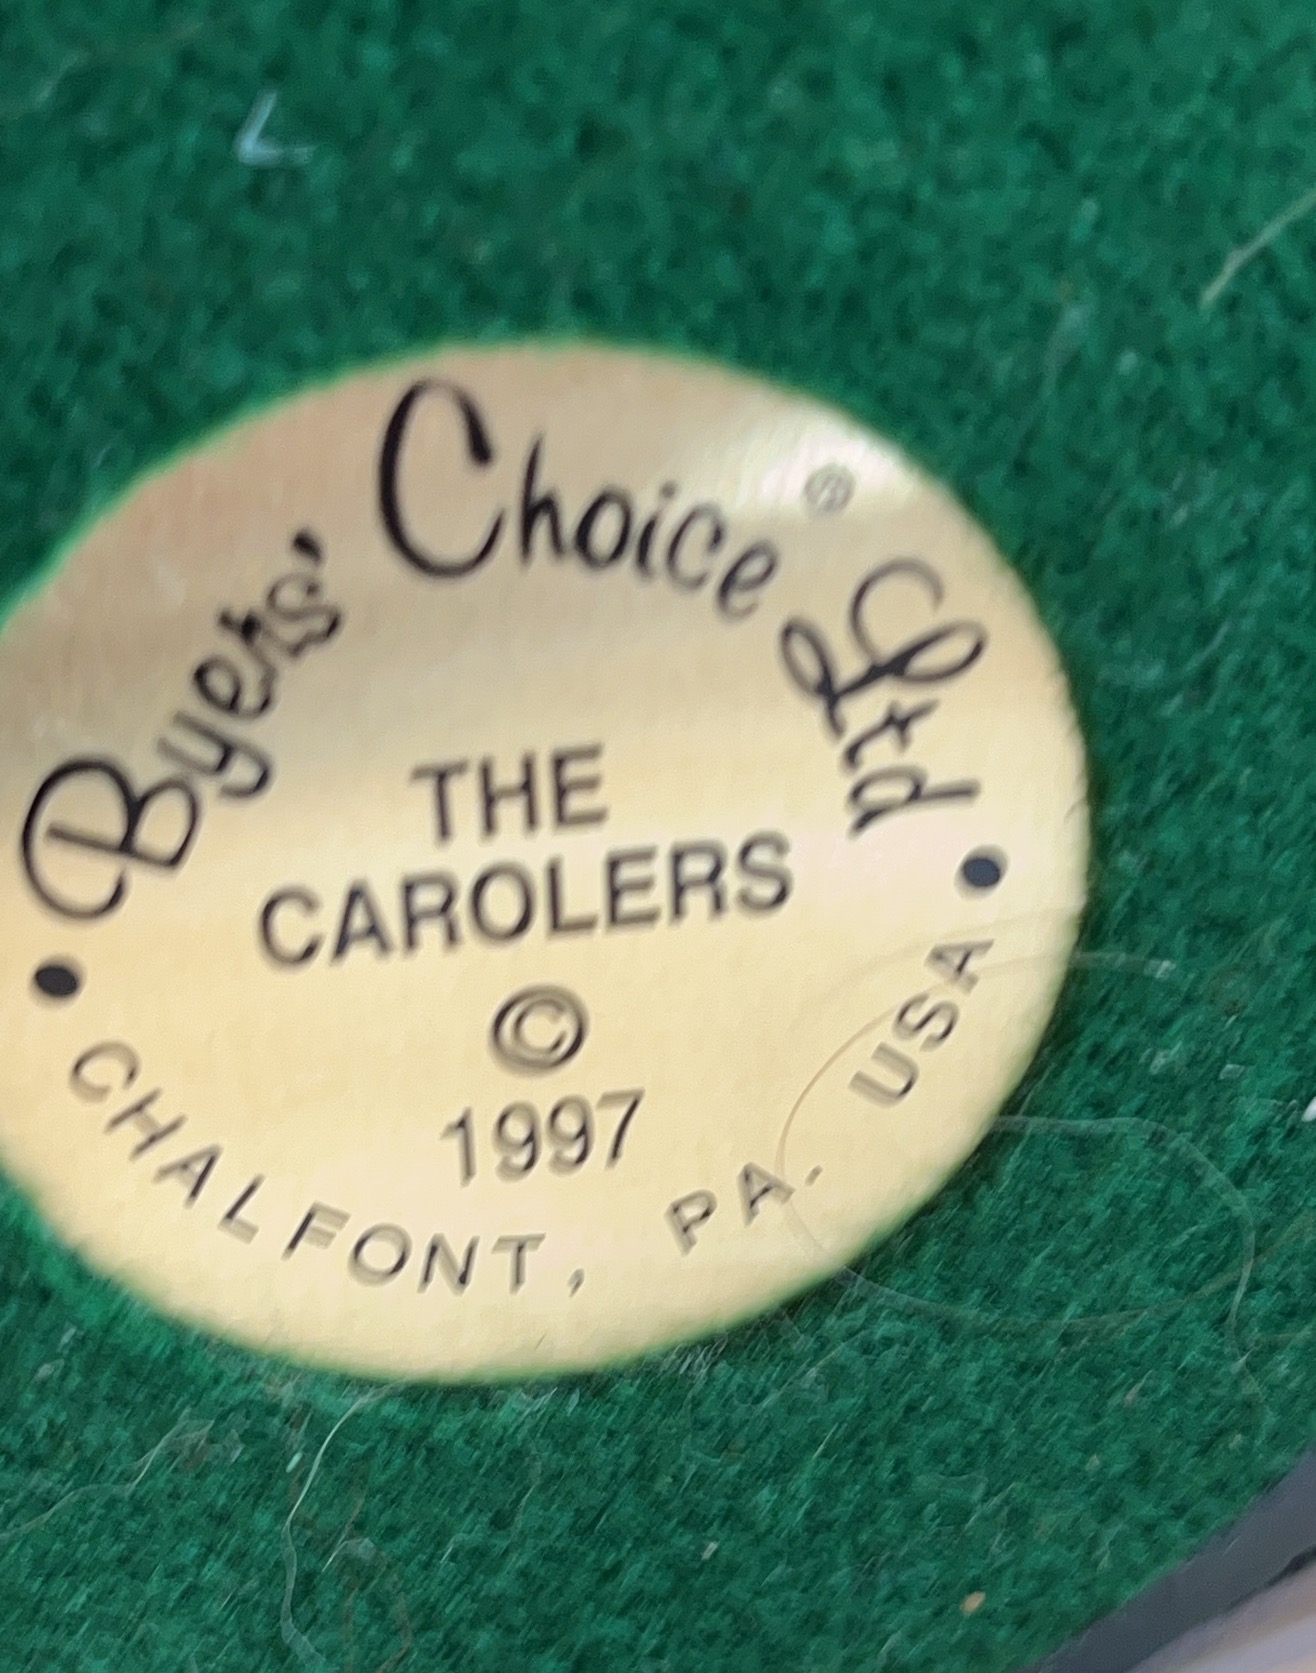 Byers' Choice® Ltd
THE
CAROLERS
©
1997
• CHALFONT, PA. USA •